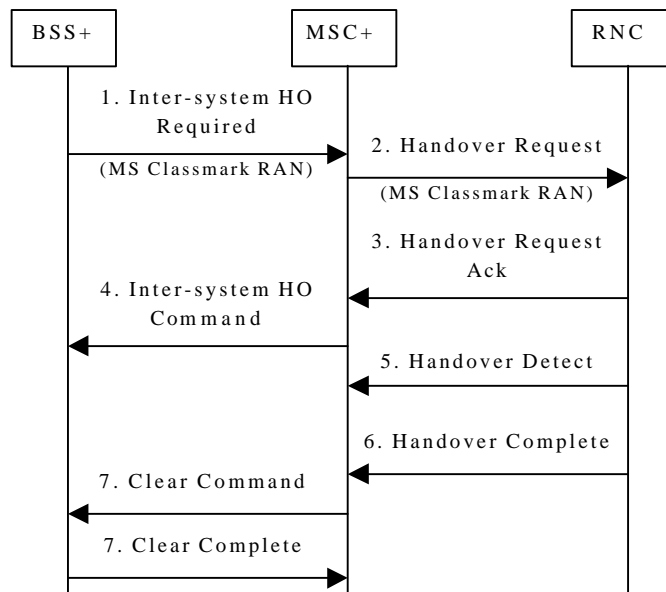 BSS+
MSC+
RNC
1. Inter-system HO
Required
(MS Classmark RAN)
2. Handover Request
(MS Classmark RAN)
3. Handover Request
Ack
4. Inter-system HO
Command
5. Handover Detect
6. Handover Complete
7. Clear Command
7. Clear Complete